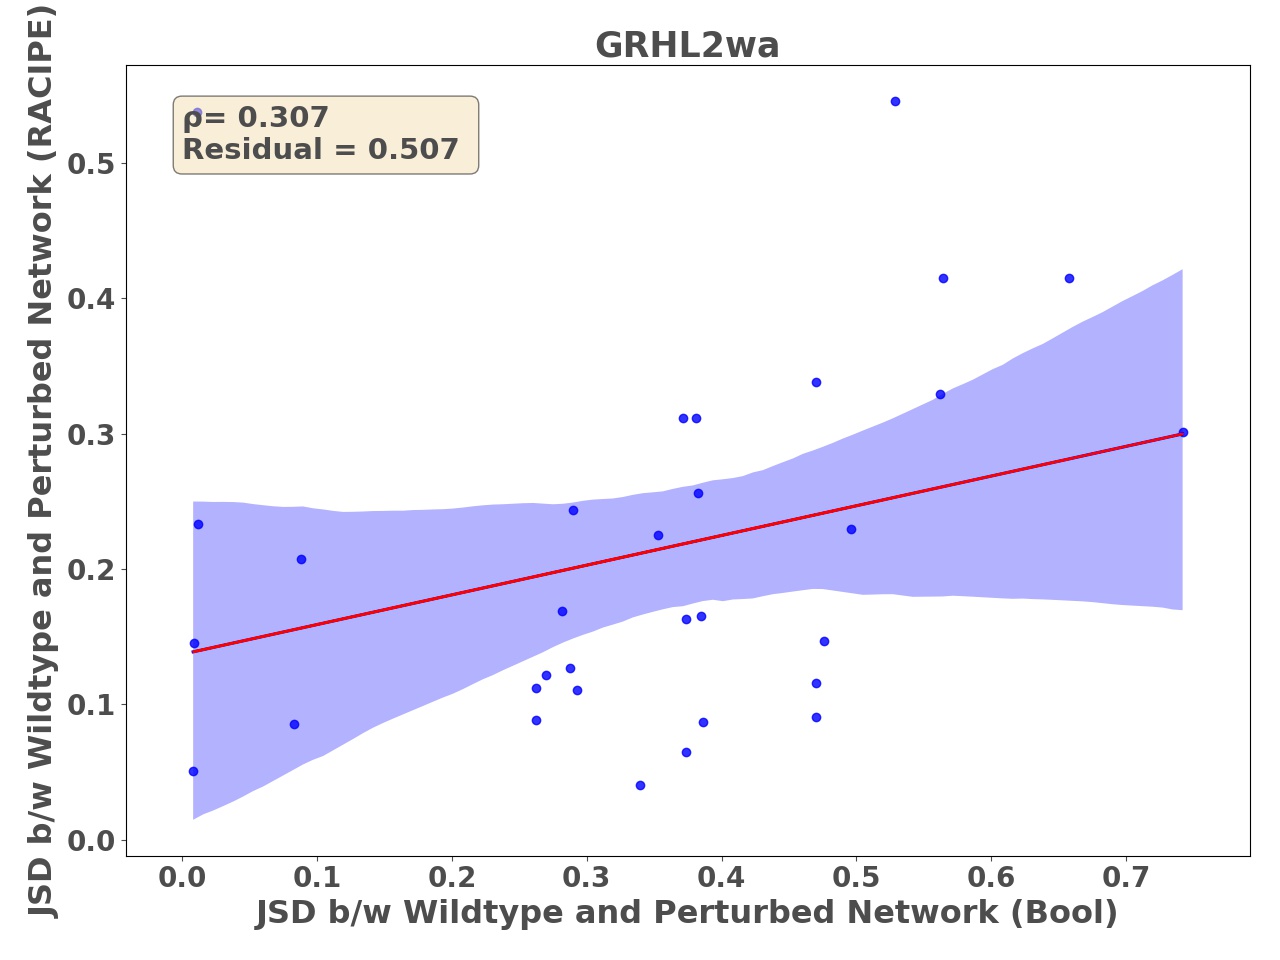 GRHL2wa
ρ= 0.307
Residual = 0.507
JSD b/w Wildtype and Perturbed Network (RACIPE)
0.5
0.4
0.3
0.2
0.1
0.0
0.0 0.1 0.2 0.3 0.4 0.5 0.6 0.7
JSD b/w Wildtype and Perturbed Network (Bool)